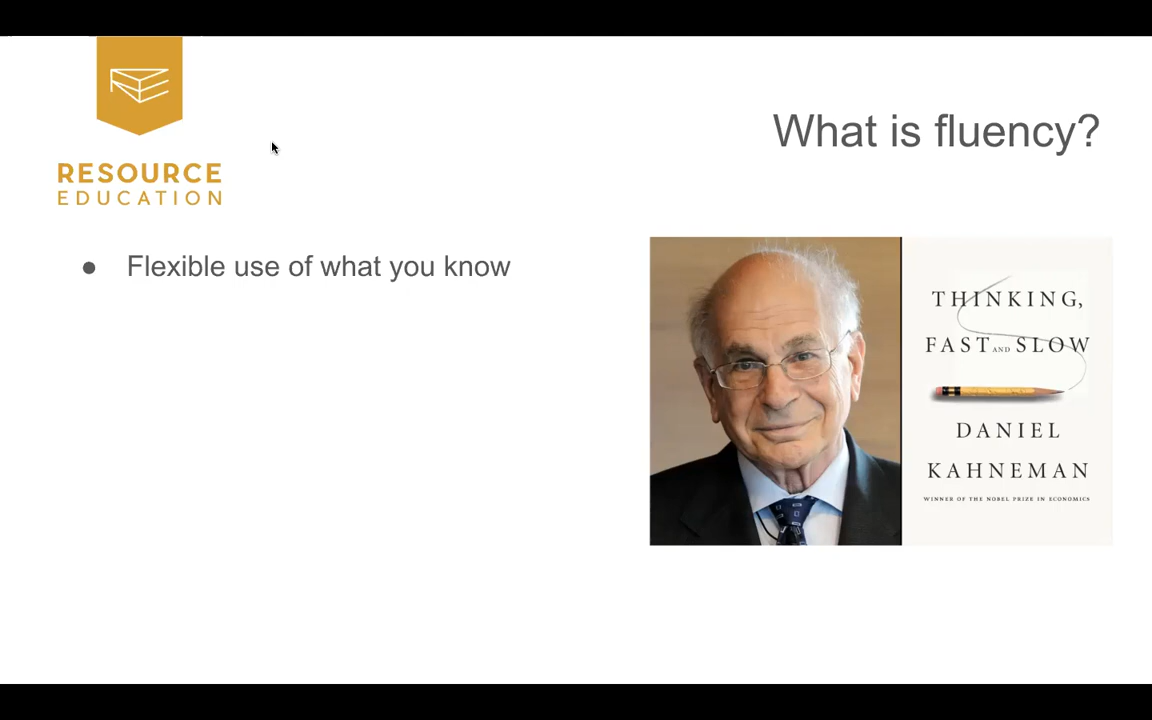 RESOURCE
EDUCATION
What is fluency?
● Flexible use of what you know
THINKING,
FAST AND SLOW
DANIEL
KAHNEMAN
WINNER OF THE NOBEL PRIZE IN ECONOMICS